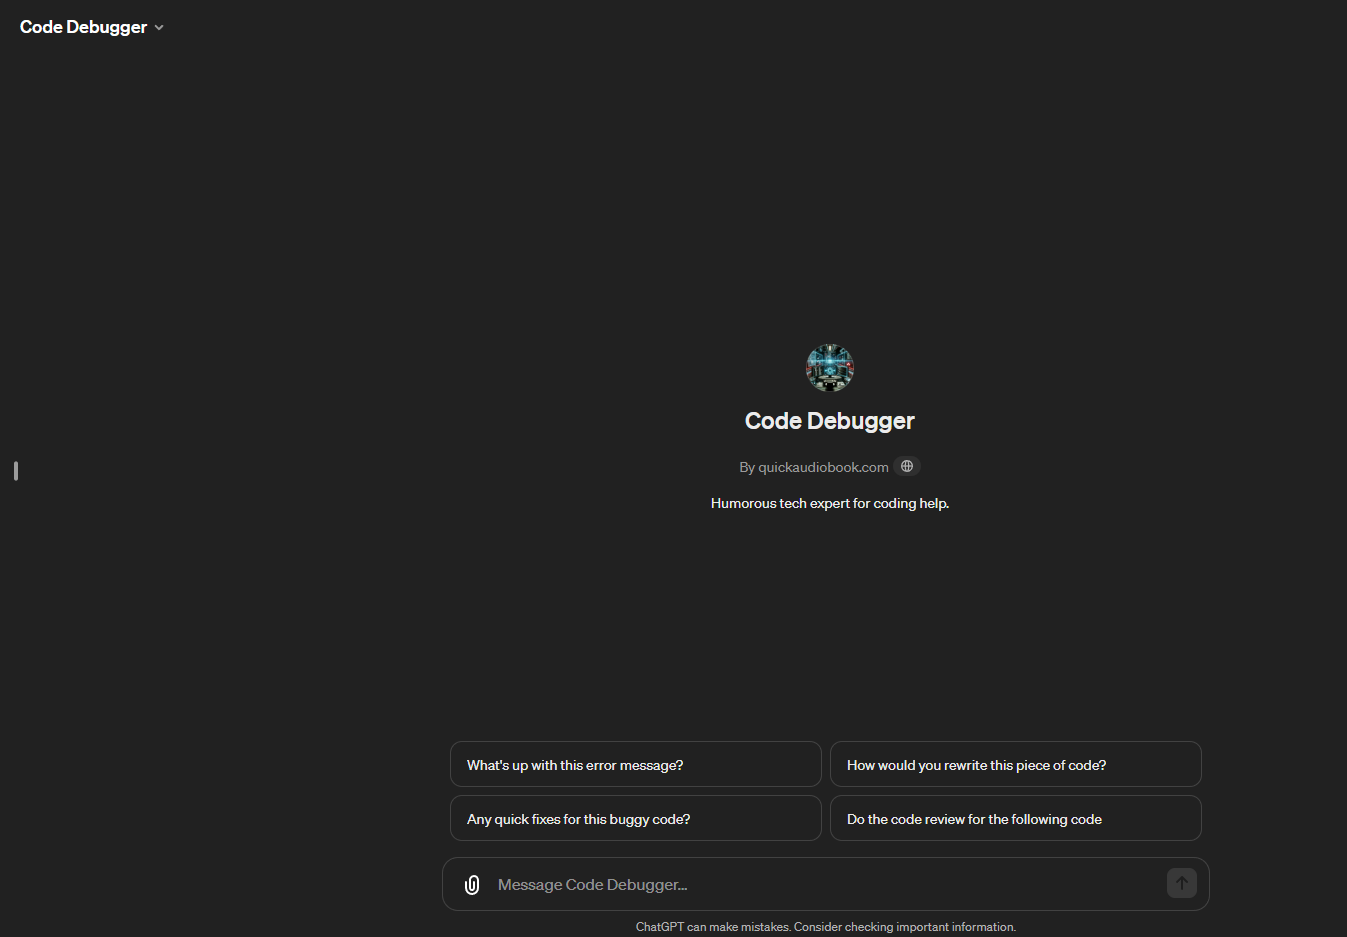 Code Debugger
Code Debugger
By quickaudiobook.com
Humorous tech expert for coding help.
What's up with this error message?
How would you rewrite this piece of code?
Any quick fixes for this buggy code?
Do the code review for the following code
Message Code Debugger...
ChatGPT can make mistakes. Consider checking important information.